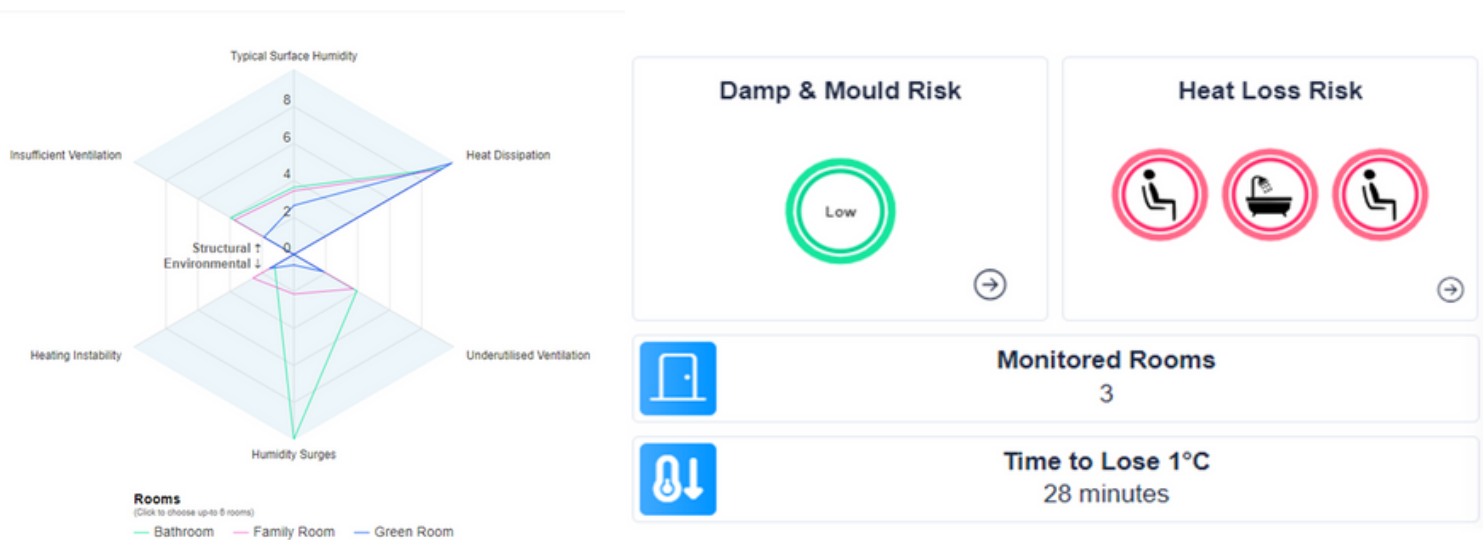 Typical Surface Humidity
8
6
4
2
0
Insufficient Ventilation
Heat Dissipation
Structural ↑
Environmental ↓
Heating Instability
Underutilised Ventilation
Humidity Surges
Rooms
(Click to choose up-to 6 rooms)
Bathroom
Family Room
Green Room
Damp & Mould Risk
Low
Heat Loss Risk
Monitored Rooms
3
Time to Lose 1°C
28 minutes